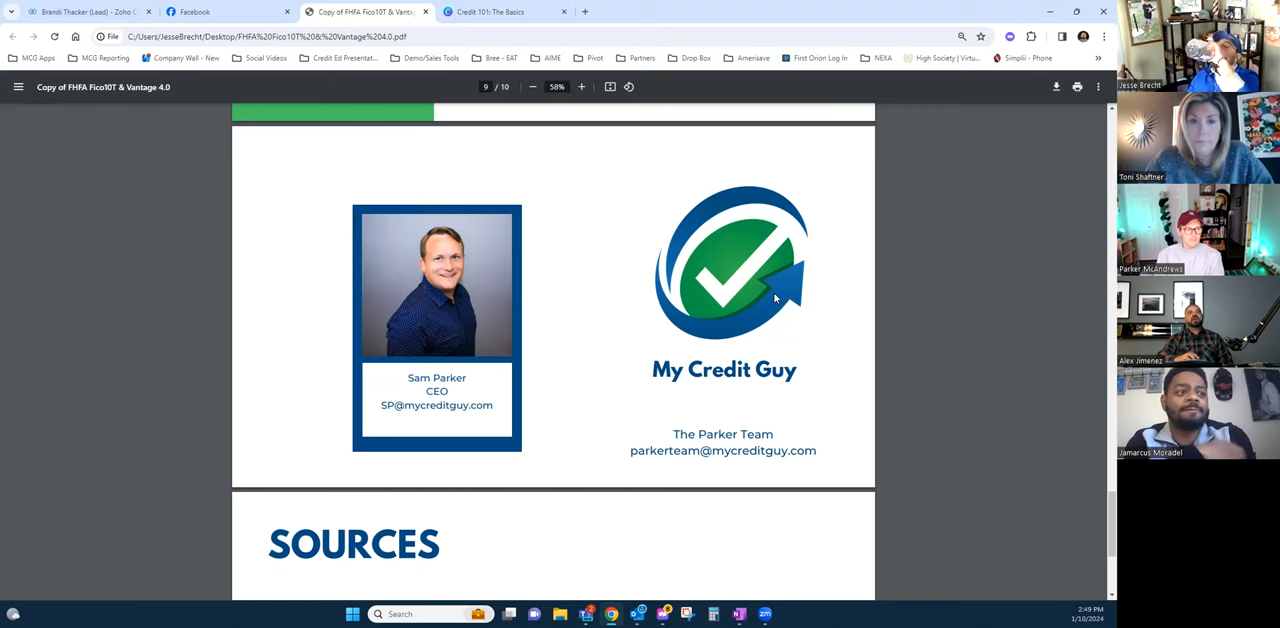 Brandi Thacker (Lead) - Zoho C
Facebook
Copy of FHFA Fico10T & Vanta
Credit 101: The Basics
File
C:/Users/JesseBrecht/Desktop/FHFA%20Fico10T%20&%20Vantage%204.0.pdf
MCG Apps
MCG Reporting
Company Wall - New
Social Videos
Credit Ed Presentat...
Demo/Sales Tools
Bree - EAT
AIME
Pivot
Partners
Drop Box
Amerisave
First Orion Log In
NEXA
High Society | Virtu...
Simplii - Phone
Copy of FHFA Fico10T & Vantage 4.0
9 / 10
58%
Sam Parker
CEO
SP@mycreditguy.com
My Credit Guy
The Parker Team
parkerteam@mycreditguy.com
SOURCES
Jesse Brecht
Toni Shaftner
Parker McAndrews
Alex Jimenez
Jamarcus Moradel
Search
2:49 PM
1/10/2024